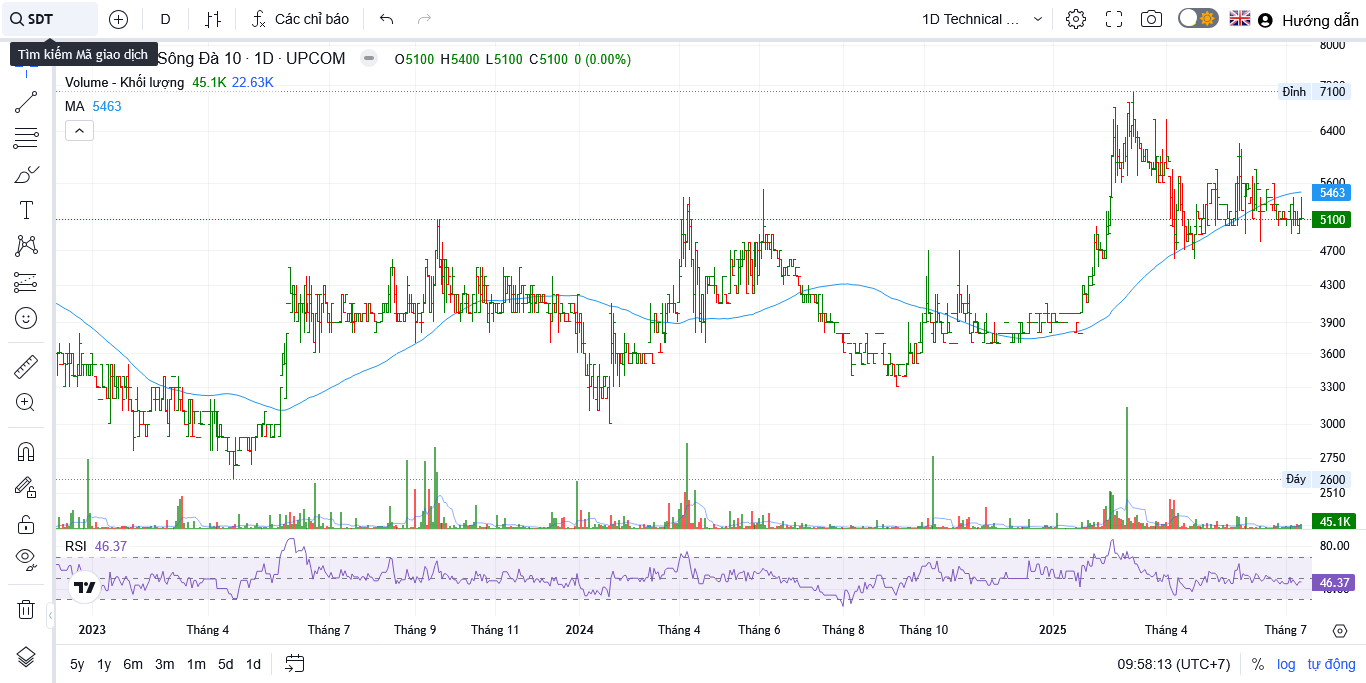 SDT
D
Các chỉ báo
1D Technical ...
Hướng dẫn
Tìm kiếm Mã giao dịch
Sông Đà 10 · 1D · UPCOM
O5100 H5400 L5100 C5100 0 (0.00%)
Volume - Khối lượng 45.1K 22.63K
MA 5463
8000
Đỉnh 7100
6400
5463
5100
4700
4300
3900
3600
3300
3000
2750
Đáy 2600
2510
45.1K
RSI 46.37
80.00
46.37
2023 Tháng 4 Tháng 7 Tháng 9 Tháng 11 2024 Tháng 4 Tháng 6 Tháng 8 Tháng 10 2025 Tháng 4 Tháng 7
5y 1y 6m 3m 1m 5d 1d
09:58:13 (UTC+7) % log tự động